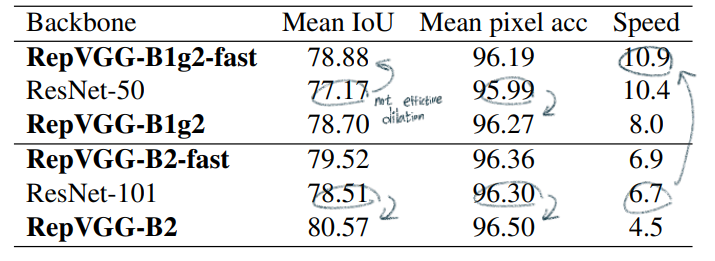 Backbone Mean IoU Mean pixel acc Speed
RepVGG-B1g2-fast 78.88 96.19 10.9
ResNet-50 77.17 95.99 10.4
not effective
dilation
RepVGG-B1g2 78.70 96.27 8.0
RepVGG-B2-fast 79.52 96.36 6.9
ResNet-101 78.51 96.30 6.7
RepVGG-B2 80.57 96.50 4.5